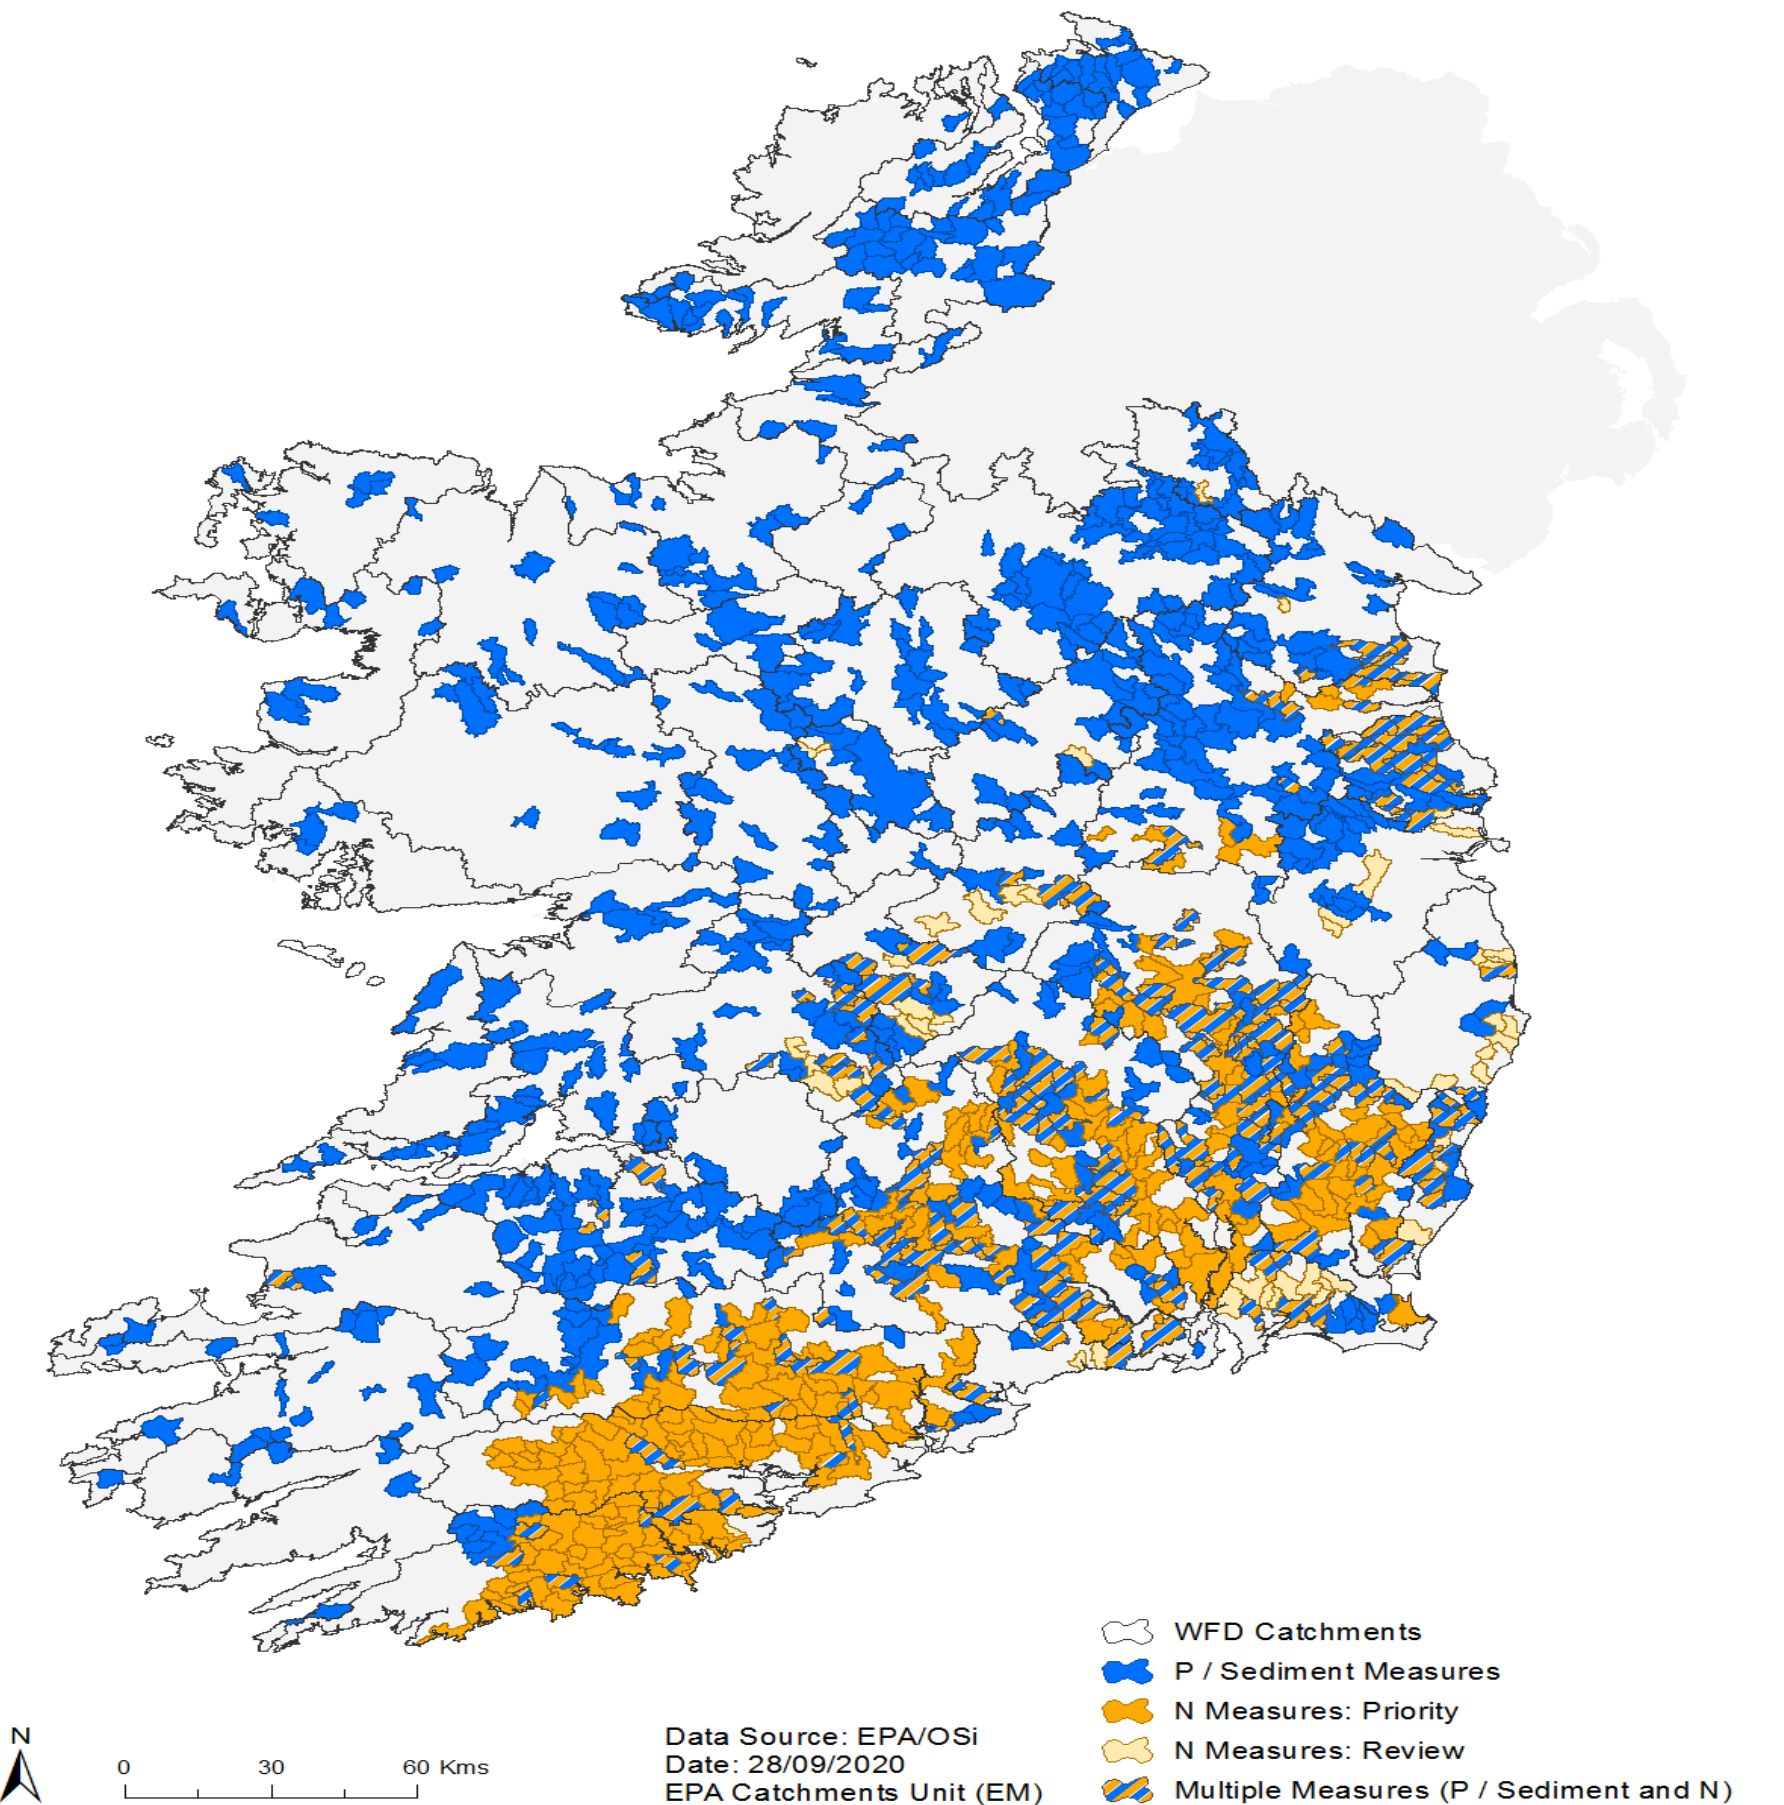 WFD Catchments
P / Sediment Measures
N Measures: Priority
N Measures: Review
Multiple Measures (P / Sediment and N)
Data Source: EPA/OSi
Date: 28/09/2020
EPA Catchments Unit (EM)
N
0 30 60 Kms